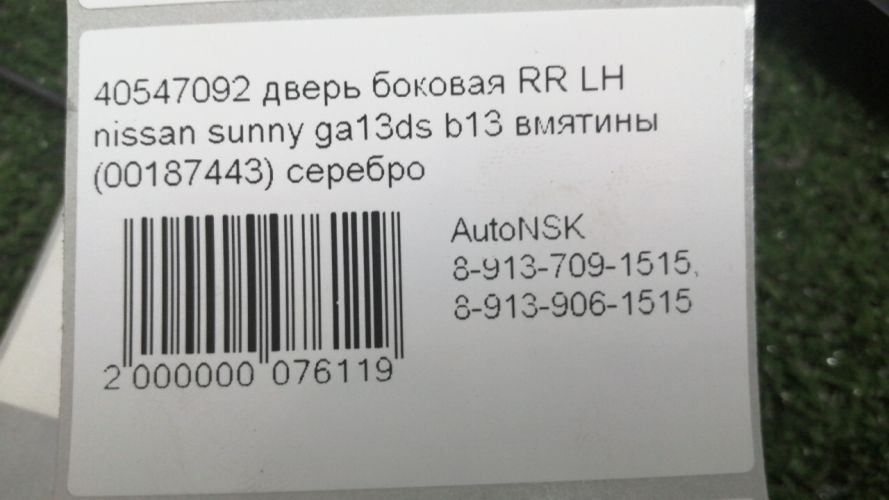 40547092 дверь боковая RR LH
nissan sunny ga13ds b13 вмятины
(00187443) серебро
AutoNSK
8-913-709-1515,
8-913-906-1515
2 000000 076119